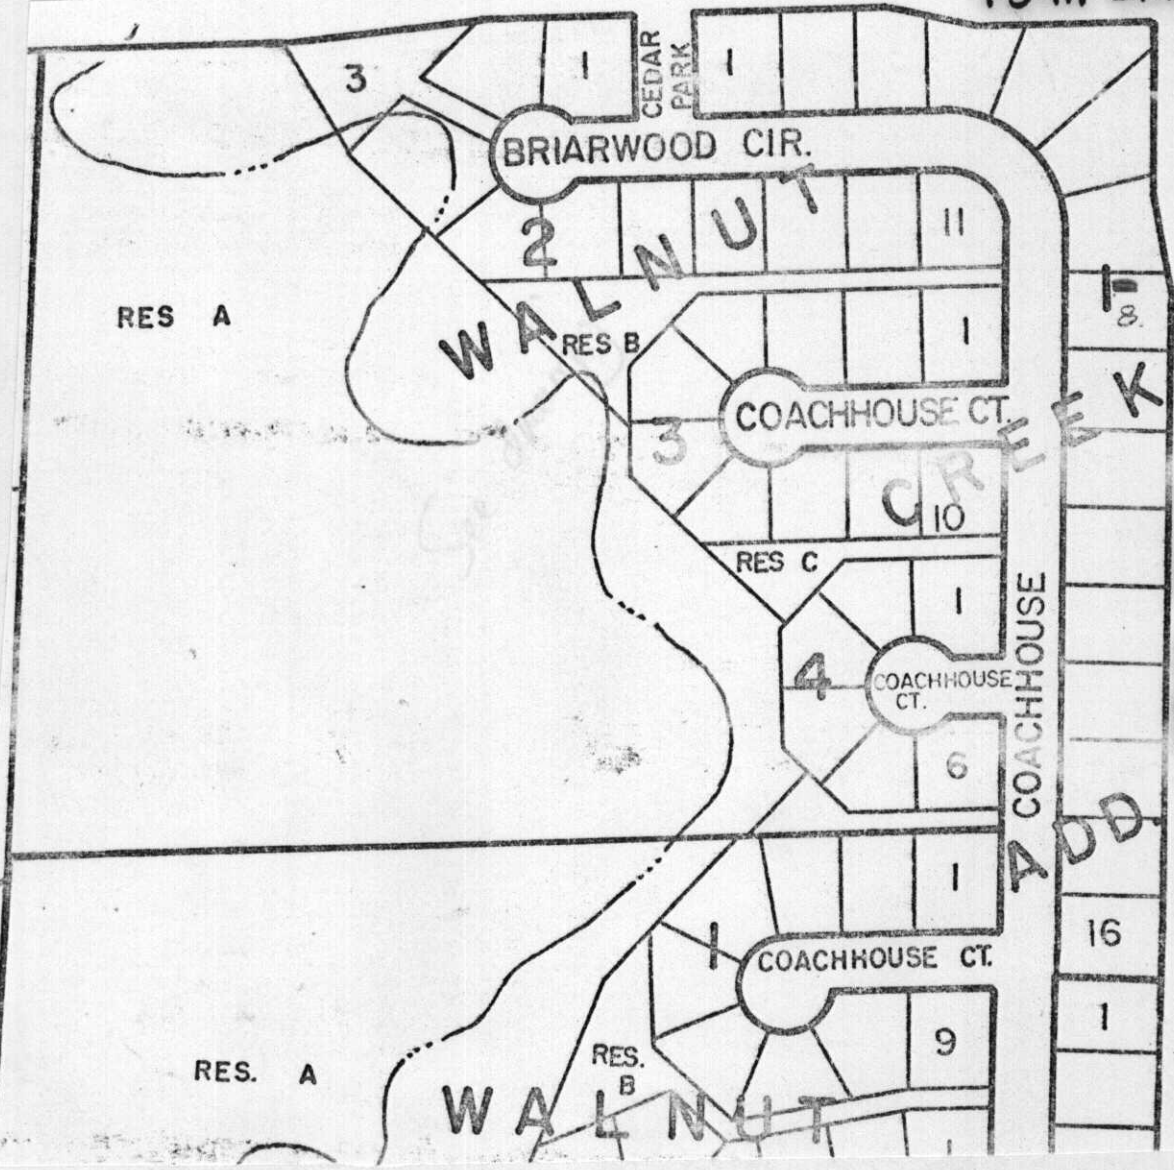 3
1
CEDAR
PARK
1
BRIARWOOD CIR.
2
11
WALNUT CREEK ADD
RES A
RES B
1
1
8.
COACHHOUSE CT.
3
10
RES C
1
4
COACHHOUSE
CT.
COACHHOUSE
6
1
1
COACHHOUSE CT.
16
1
9
RES. A
RES.
B
WALNUT